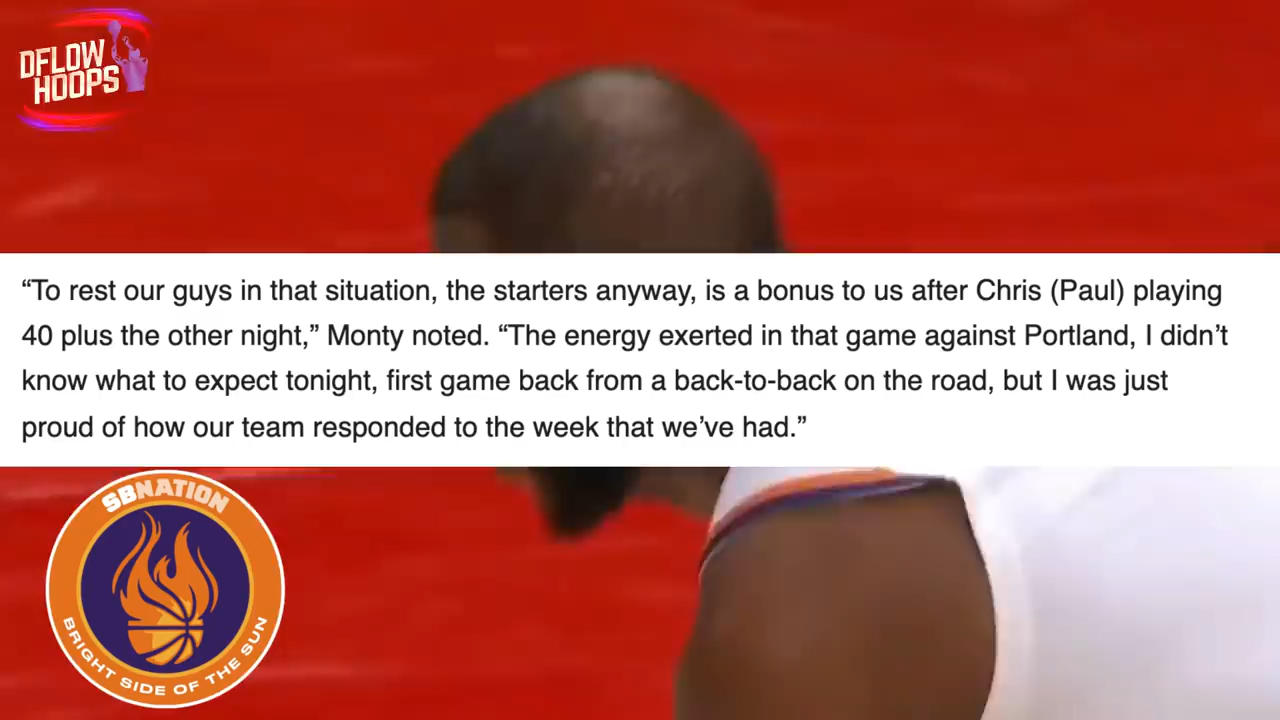 DFLOW
HOOPS
“To rest our guys in that situation, the starters anyway, is a bonus to us after Chris (Paul) playing
40 plus the other night,” Monty noted. “The energy exerted in that game against Portland, I didn’t
know what to expect tonight, first game back from a back-to-back on the road, but I was just
proud of how our team responded to the week that we’ve had.”
SBNATION
BRIGHT SIDE OF THE SUN